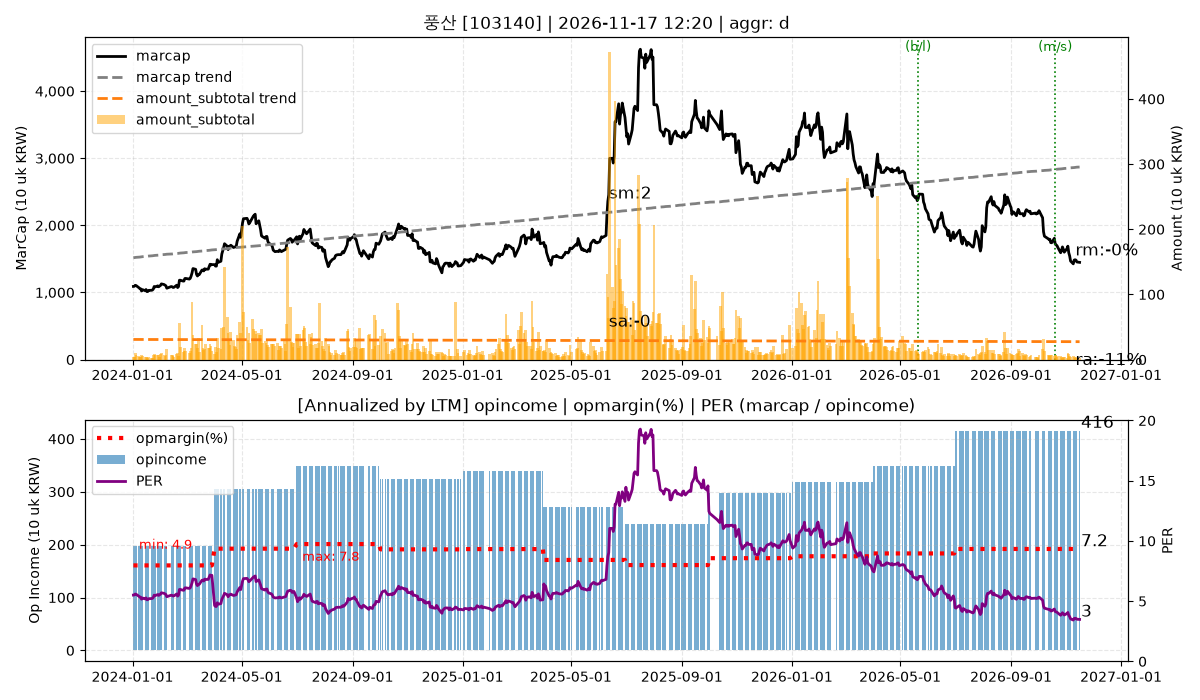 풍산 [103140] | 2026-11-17 12:20 | aggr: d
(b/l)
(m/s)
marcap
marcap trend
amount_subtotal trend
amount_subtotal
MarCap (10 uk KRW)
4,000
3,000
2,000
1,000
0
Amount (10 uk KRW)
400
300
200
100
0
sm:2
sa:-0
rm:-0%
ra:-11%
2024-01-01
2024-05-01
2024-09-01
2025-01-01
2025-05-01
2025-09-01
2026-01-01
2026-05-01
2026-09-01
2027-01-01
[Annualized by LTM] opincome | opmargin(%) | PER (marcap / opincome)
opmargin(%)
opincome
PER
Op Income (10 uk KRW)
400
300
200
100
0
PER
20
15
10
5
0
min: 4.9
max: 7.8
416
7.2
3
2024-01-01
2024-05-01
2024-09-01
2025-01-01
2025-05-01
2025-09-01
2026-01-01
2026-05-01
2026-09-01
2027-01-01